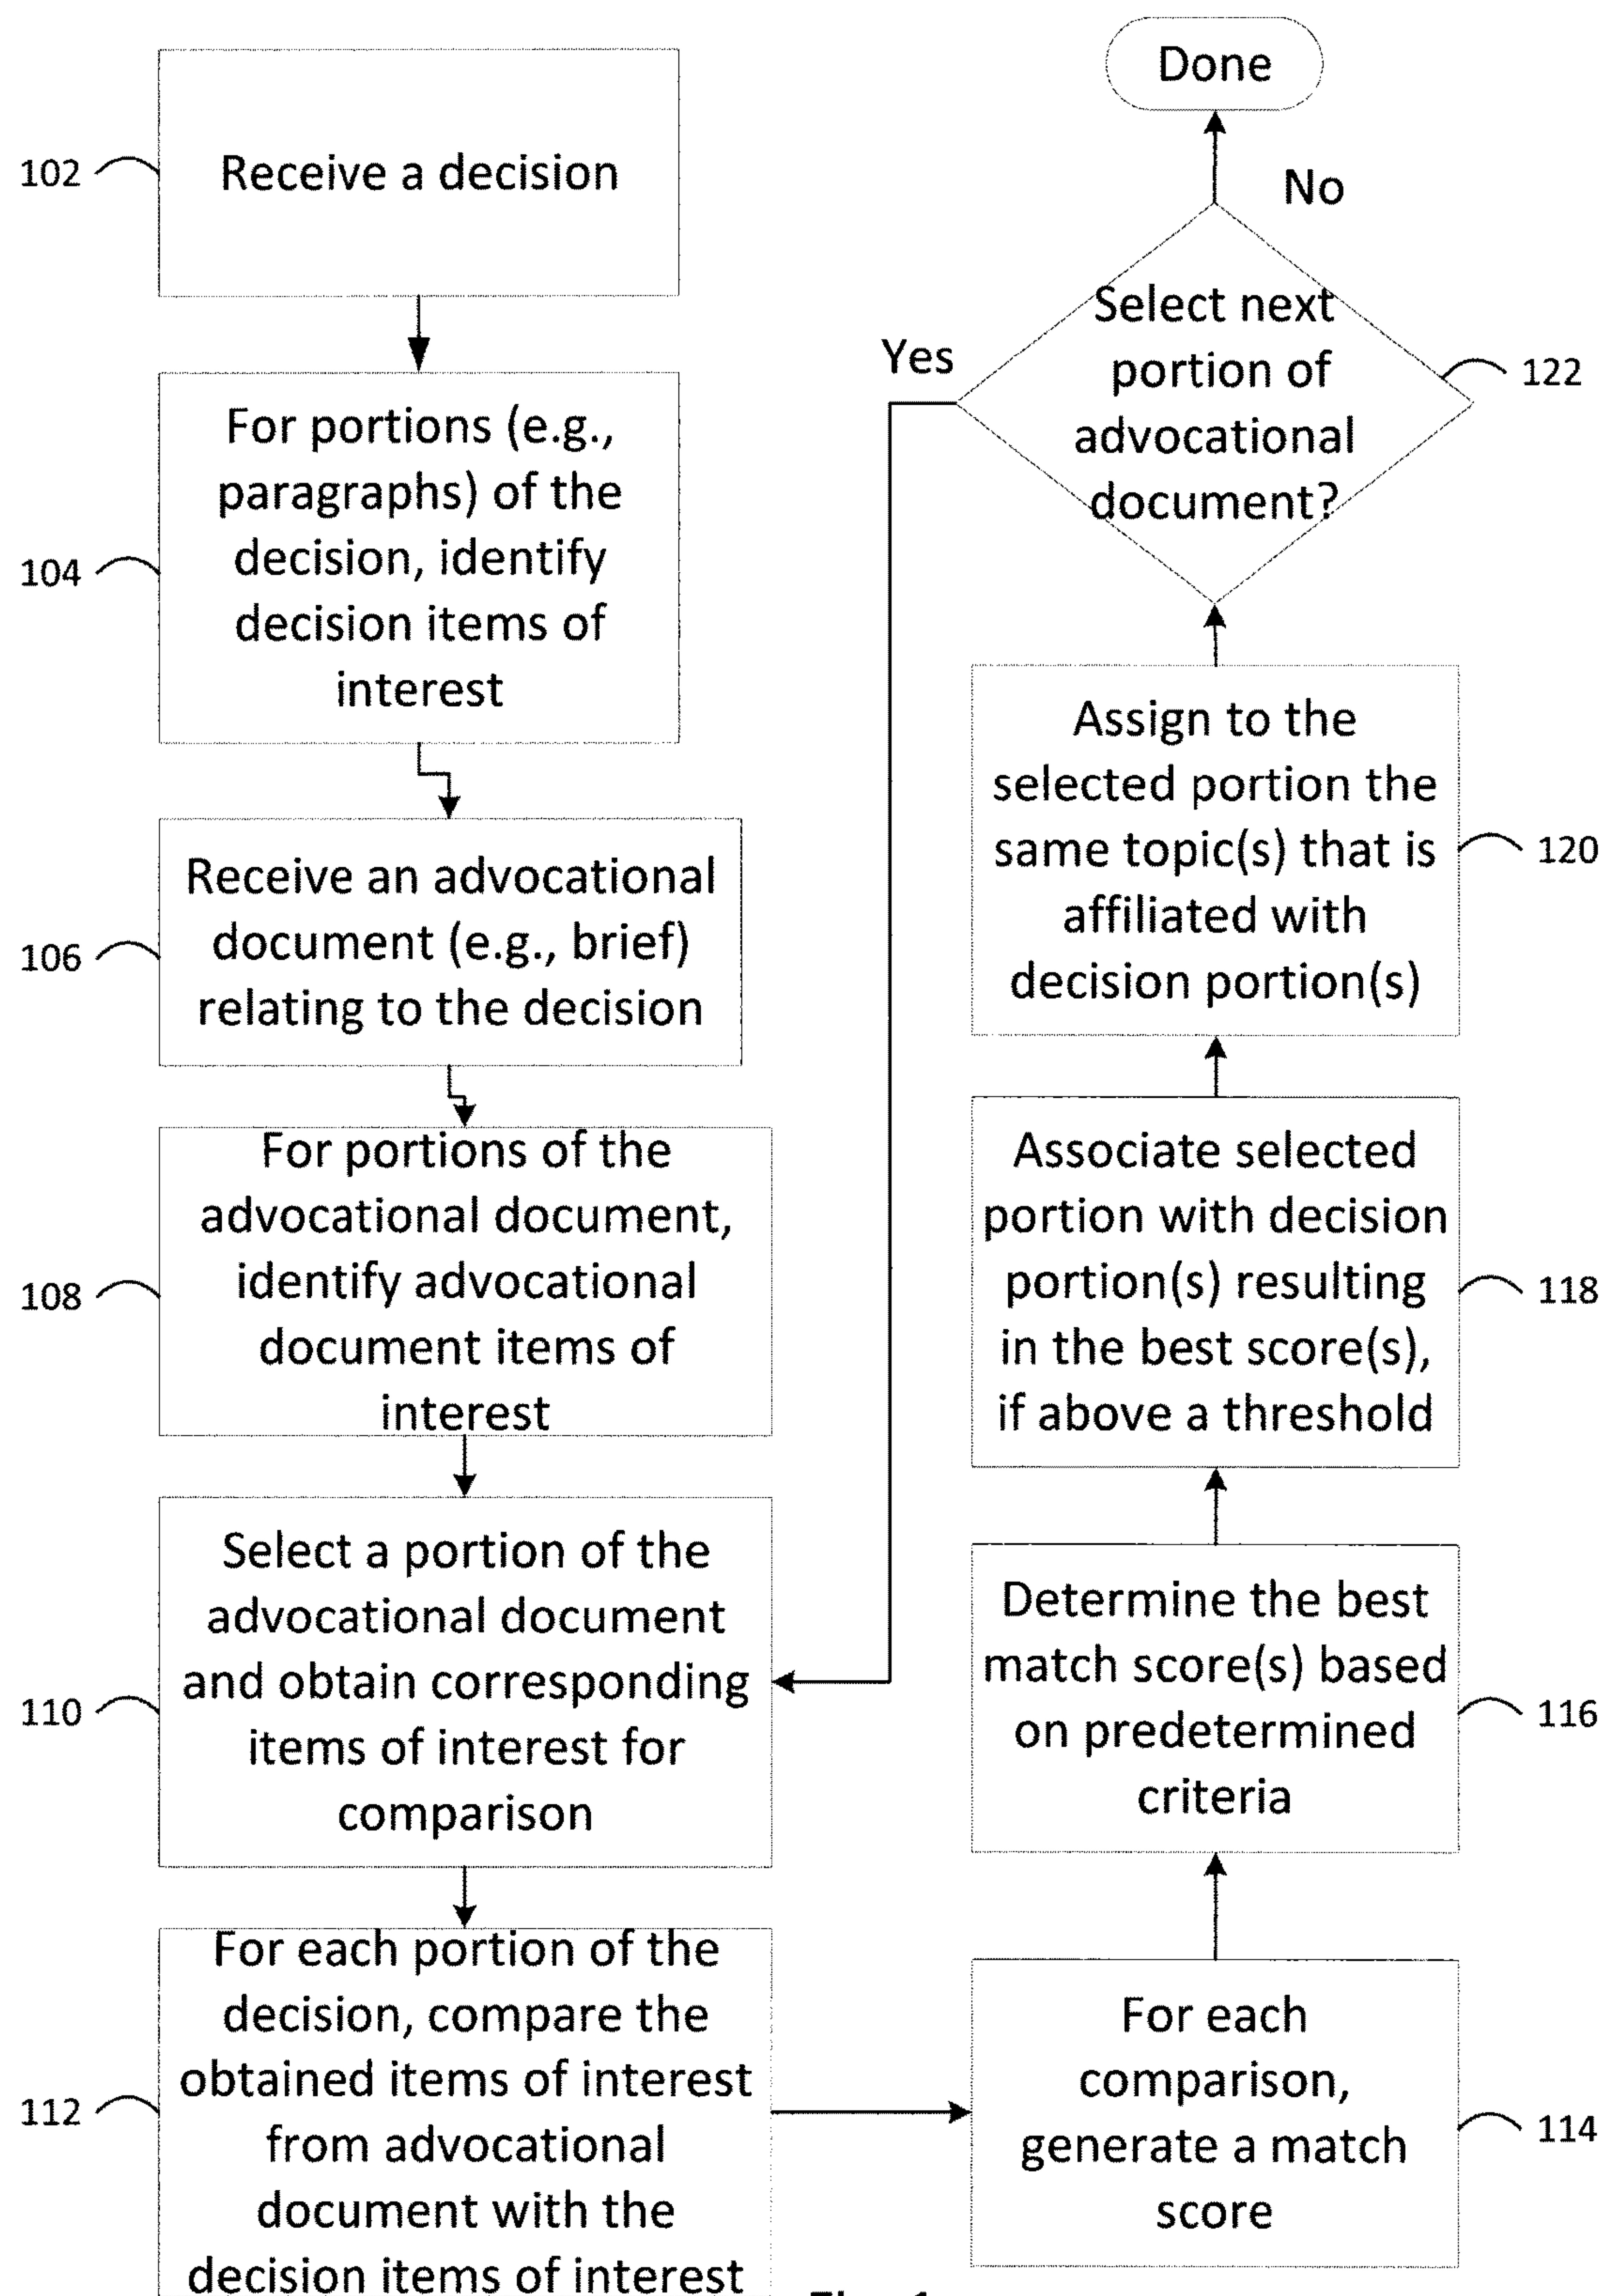 102
Receive a decision
104
For portions (e.g.,
paragraphs) of the
decision, identify
decision items of
interest
106
Receive an advocational
document (e.g., brief)
relating to the decision
108
For portions of the
advocational document,
identify advocational
document items of
interest
110
Select a portion of the
advocational document
and obtain corresponding
items of interest for
comparison
112
For each portion of the
decision, compare the
obtained items of interest
from advocational
document with the
decision items of interest
For each
comparison,
generate a match
score
114
Determine the best
match score(s) based
on predetermined
criteria
116
Associate selected
portion with decision
portion(s) resulting
in the best score(s),
if above a threshold
118
Assign to the
selected portion the
same topic(s) that is
affiliated with
decision portion(s)
120
Select next
portion of
advocational
document?
122
Yes
No
Done